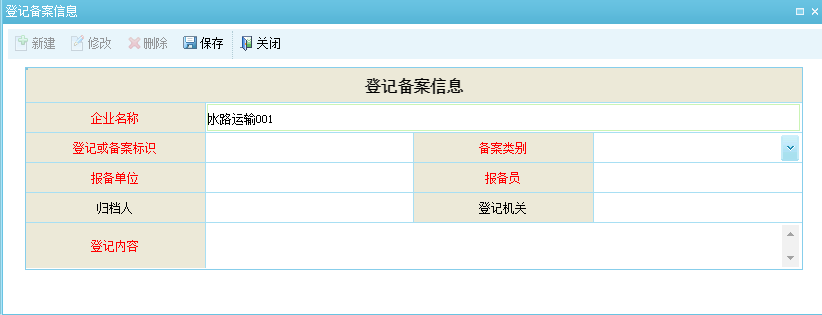 登记备案信息
新建 修改 删除 保存 关闭
登记备案信息
企业名称 水路运输001
登记或备案标识 备案类别
报备单位 报备员
归档人 登记机关
登记内容